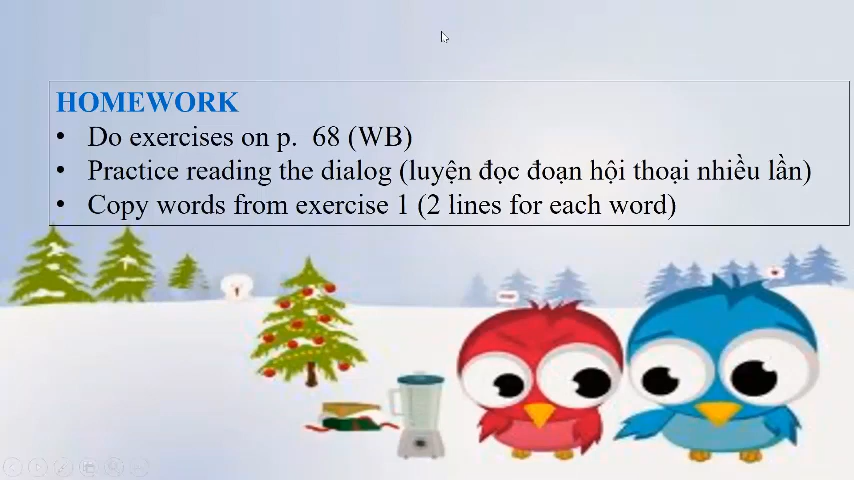 HOMEWORK
• Do exercises on p. 68 (WB)
• Practice reading the dialog (luyện đọc đoạn hội thoại nhiều lần)
• Copy words from exercise 1 (2 lines for each word)